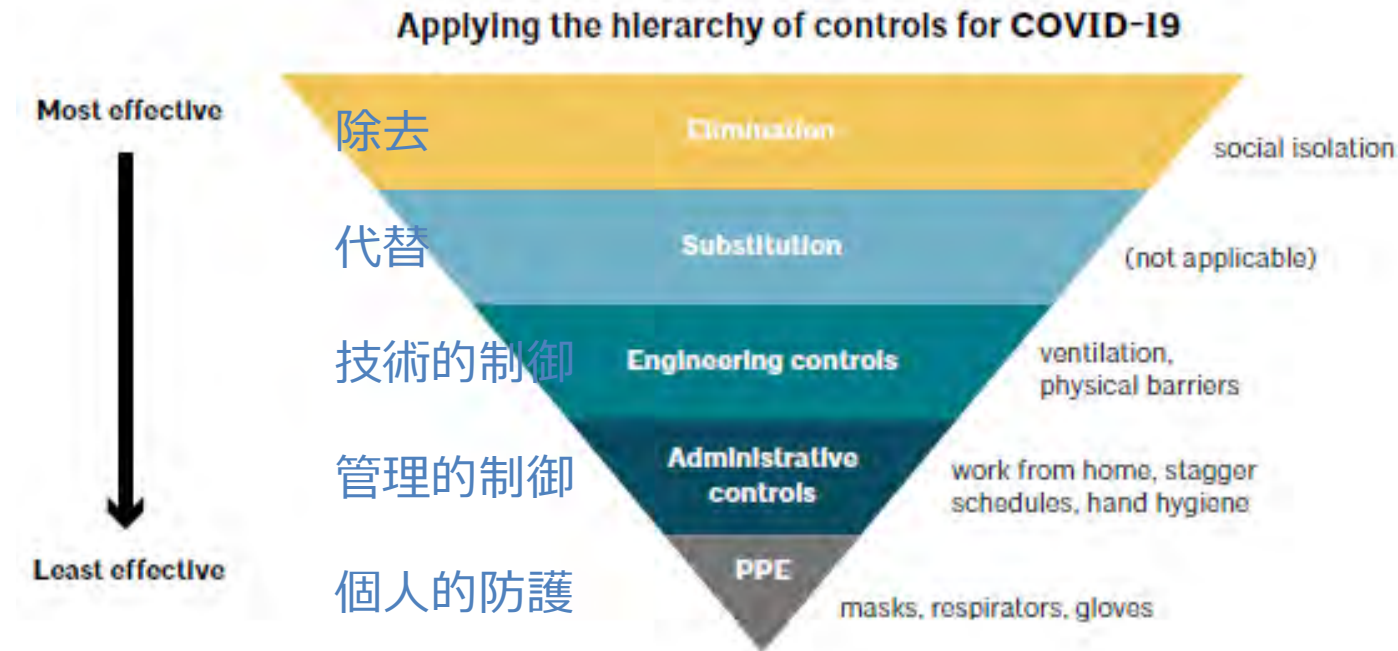 Applying the hierarchy of controls for COVID-19
Most effective
除去
Elimination
social isolation
代替
Substitution
(not applicable)
技術的制御
Engineering controls
ventilation,
physical barriers
管理的制御
Administrative
controls
work from home, stagger
schedules, hand hygiene
Least effective
個人的防護
PPE
masks, respirators, gloves